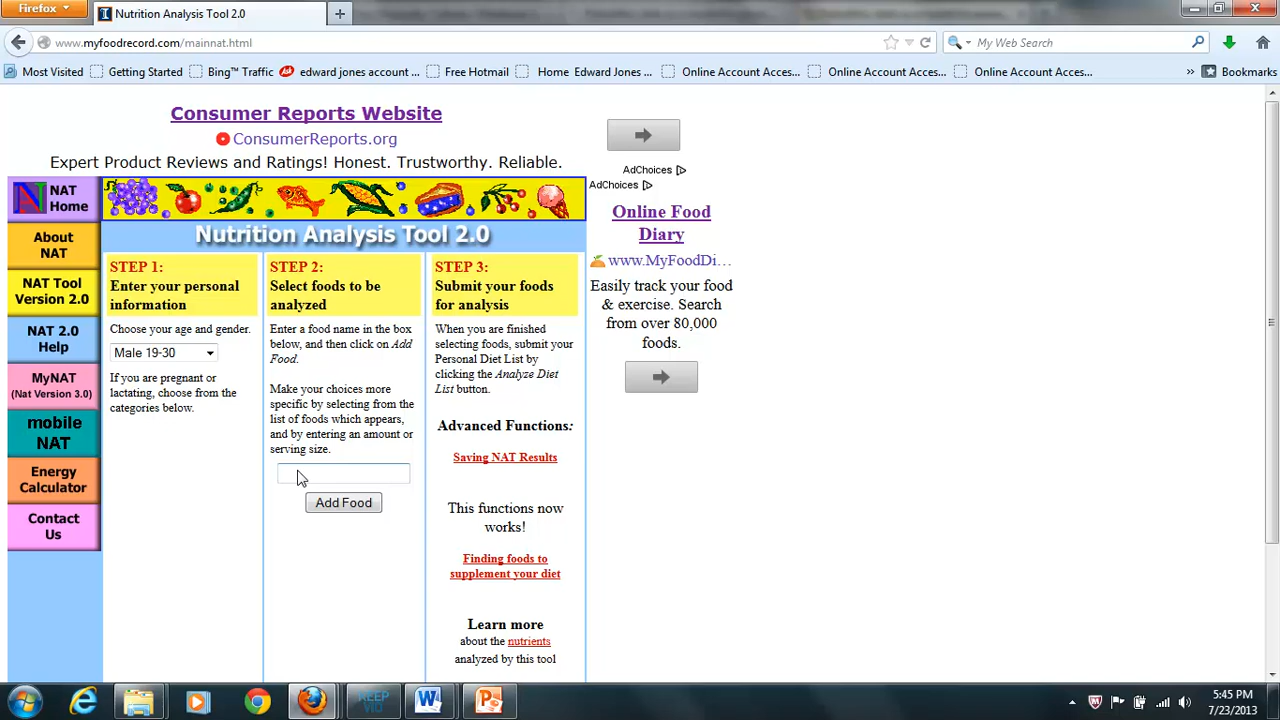 Firefox
Nutrition Analysis Tool 2.0
www.myfoodrecord.com/mainnat.html
My Web Search
Most Visited
Getting Started
Bing™ Traffic
edward jones account ...
Free Hotmail
Home Edward Jones ...
Online Account Acces...
Online Account Acces...
Online Account Acces...
»
Bookmarks
Consumer Reports Website
ConsumerReports.org
Expert Product Reviews and Ratings! Honest. Trustworthy. Reliable.
AdChoices
AdChoices
Online Food
Diary
www.MyFoodDi...
Easily track your food
& exercise. Search
from over 80,000
foods.
NAT
Home
About
NAT
NAT Tool
Version 2.0
NAT 2.0
Help
MyNAT
(Nat Version 3.0)
mobile
NAT
Energy
Calculator
Contact
Us
Nutrition Analysis Tool 2.0
STEP 1:
Enter your personal
information
Choose your age and gender.
Male 19-30
If you are pregnant or
lactating, choose from the
categories below.
STEP 2:
Select foods to be
analyzed
Enter a food name in the box
below, and then click on Add
Food.
Make your choices more
specific by selecting from the
list of foods which appears,
and by entering an amount or
serving size.
Add Food
STEP 3:
Submit your foods
for analysis
When you are finished
selecting foods, submit your
Personal Diet List by
clicking the Analyze Diet
List button.
Advanced Functions:
Saving NAT Results
This functions now
works!
Finding foods to
supplement your diet
Learn more
about the nutrients
analyzed by this tool
KEEP
VID
5:45 PM
7/23/2013